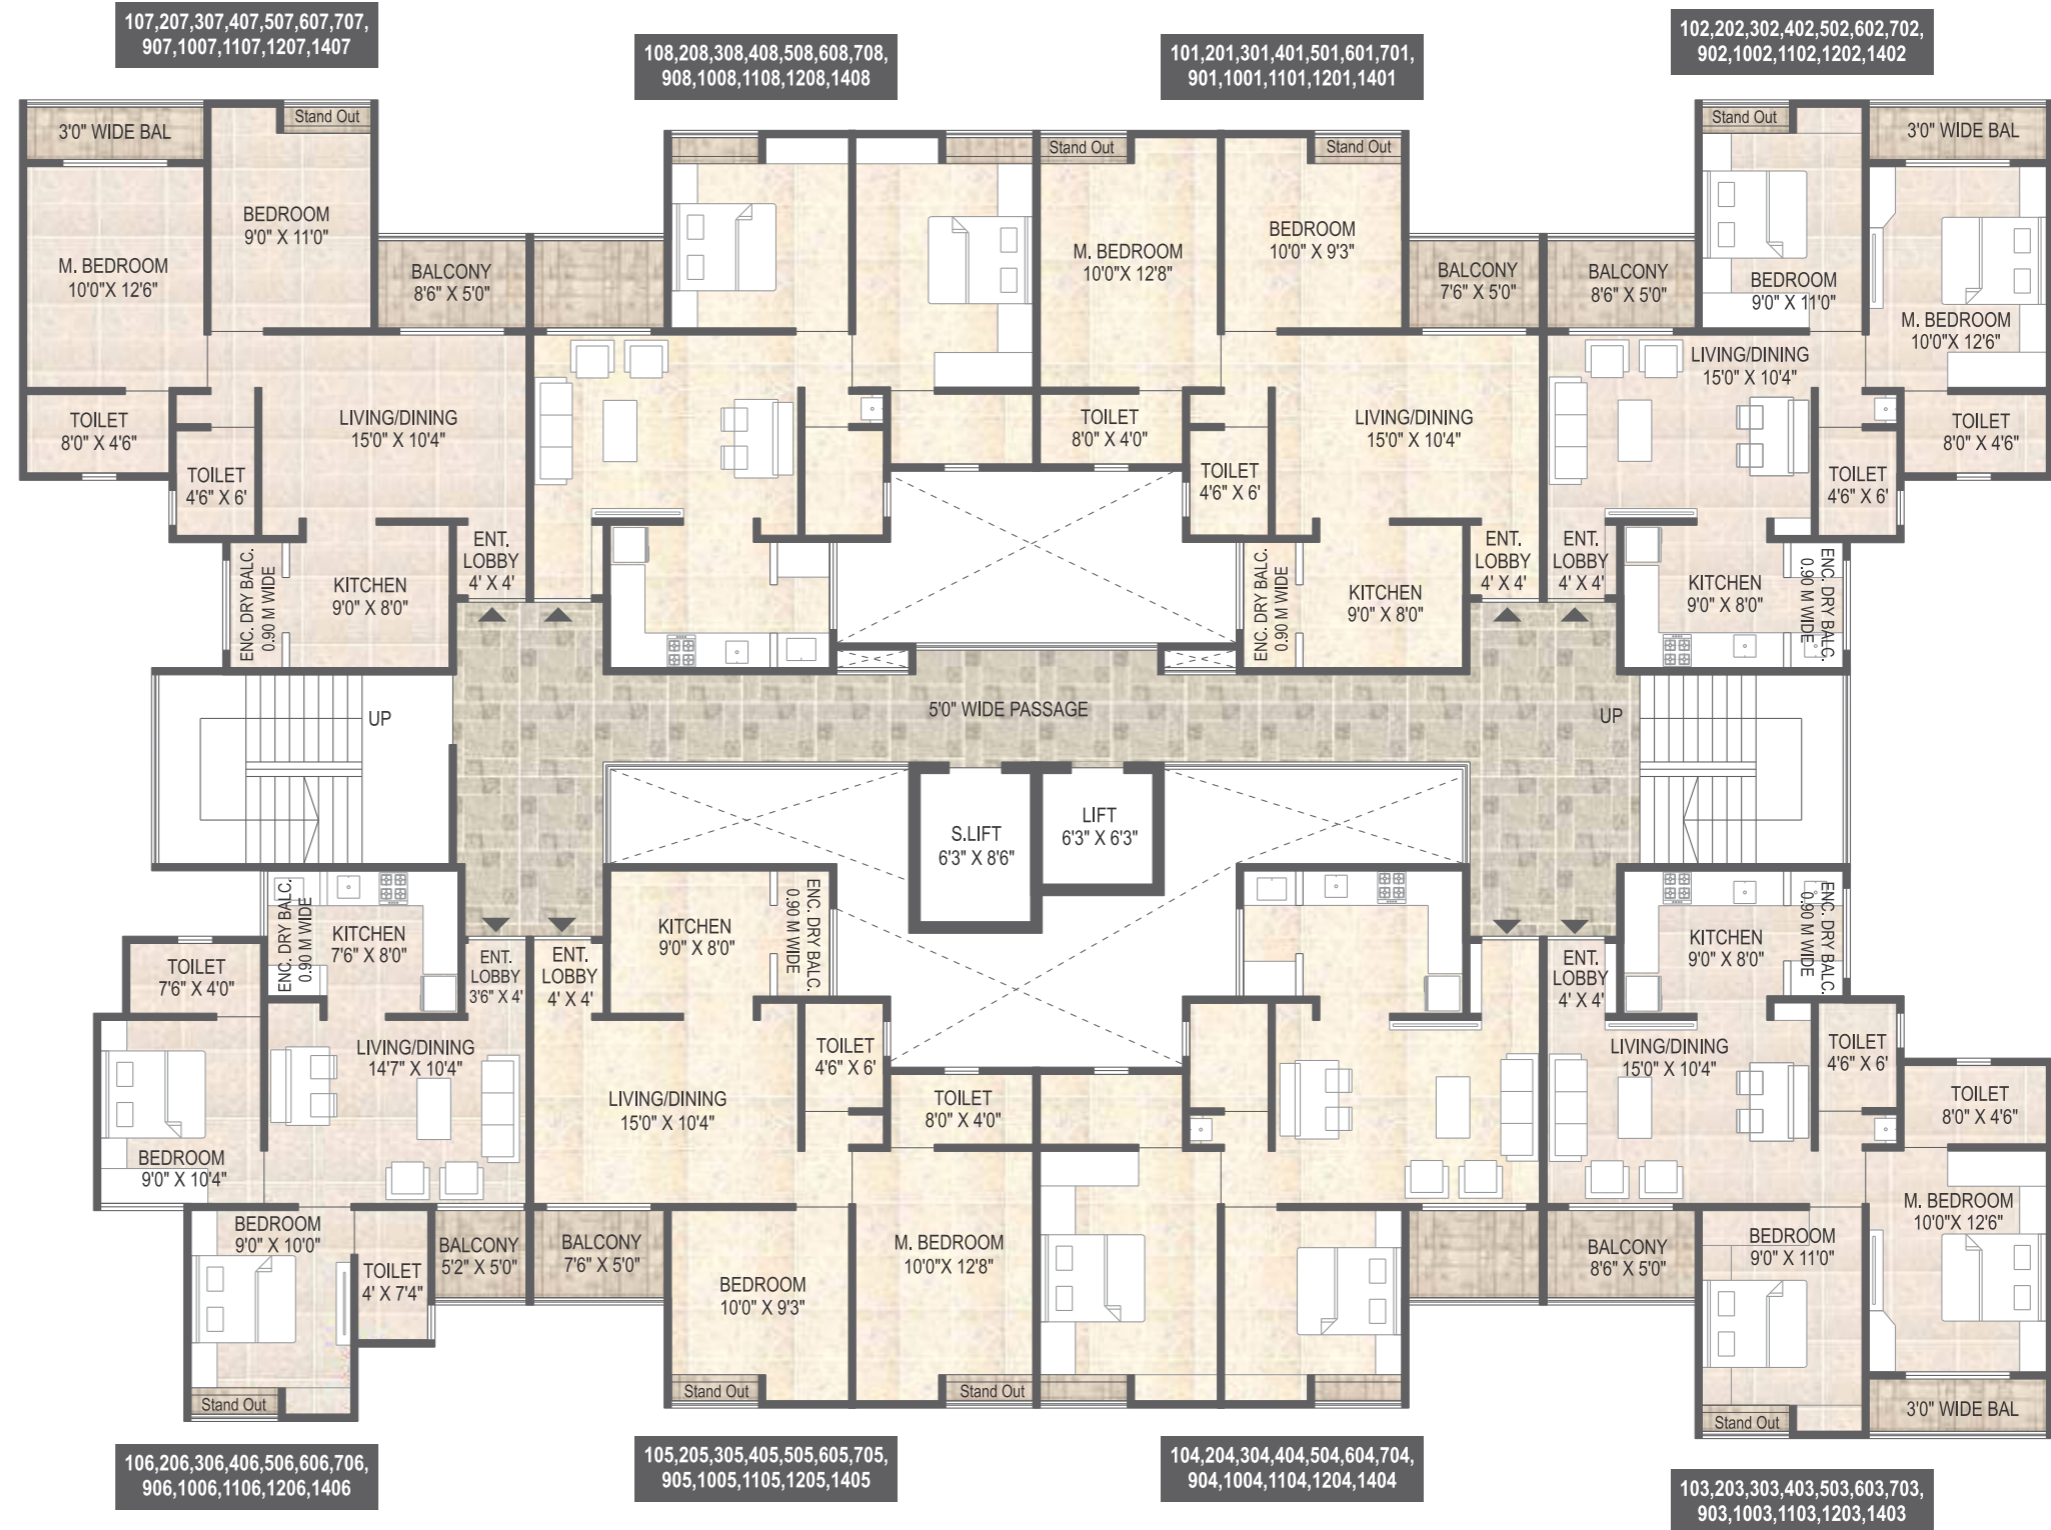 107,207,307,407,507,607,707,
907,1007,1107,1207,1407
108,208,308,408,508,608,708,
908,1008,1108,1208,1408
101,201,301,401,501,601,701,
901,1001,1101,1201,1401
102,202,302,402,502,602,702,
902,1002,1102,1202,1402
3'0" WIDE BAL
Stand Out
BEDROOM
9'0" X 11'0"
M. BEDROOM
10'0"X 12'6"
BALCONY
8'6" X 5'0"
TOILET
8'0" X 4'6"
TOILET
4'6" X 6'
LIVING/DINING
15'0" X 10'4"
ENT.
LOBBY
4' X 4'
KITCHEN
9'0" X 8'0"
ENC. DRY BALC.
0.90 M WIDE
Stand Out
M. BEDROOM
10'0"X 12'8"
Stand Out
BEDROOM
10'0" X 9'3"
BALCONY
7'6" X 5'0"
TOILET
8'0" X 4'0"
TOILET
4'6" X 6'
LIVING/DINING
15'0" X 10'4"
ENT.
LOBBY
4' X 4'
KITCHEN
9'0" X 8'0"
ENC. DRY BALC.
0.90 M WIDE
Stand Out
3'0" WIDE BAL
BALCONY
8'6" X 5'0"
BEDROOM
9'0" X 11'0"
M. BEDROOM
10'0"X 12'6"
LIVING/DINING
15'0" X 10'4"
TOILET
8'0" X 4'6"
TOILET
4'6" X 6'
ENT.
LOBBY
4' X 4'
KITCHEN
9'0" X 8'0"
ENC. DRY BALC.
0.90 M WIDE
UP
5'0" WIDE PASSAGE
UP
S.LIFT
6'3" X 8'6"
LIFT
6'3" X 6'3"
ENC. DRY BALC.
0.90 M WIDE
KITCHEN
7'6" X 8'0"
TOILET
7'6" X 4'0"
ENT.
LOBBY
3'6" X 4'
LIVING/DINING
14'7" X 10'4"
BEDROOM
9'0" X 10'4"
BEDROOM
9'0" X 10'0"
TOILET
4' X 7'4"
BALCONY
5'2" X 5'0"
Stand Out
ENT.
LOBBY
4' X 4'
KITCHEN
9'0" X 8'0"
ENC. DRY BALC.
0.90 M WIDE
TOILET
4'6" X 6'
LIVING/DINING
15'0" X 10'4"
TOILET
8'0" X 4'0"
BALCONY
7'6" X 5'0"
BEDROOM
10'0" X 9'3"
M. BEDROOM
10'0"X 12'8"
Stand Out
Stand Out
ENT.
LOBBY
4' X 4'
KITCHEN
9'0" X 8'0"
ENC. DRY BALC.
0.90 M WIDE
LIVING/DINING
15'0" X 10'4"
TOILET
4'6" X 6'
TOILET
8'0" X 4'6"
BALCONY
8'6" X 5'0"
BEDROOM
9'0" X 11'0"
M. BEDROOM
10'0"X 12'6"
Stand Out
3'0" WIDE BAL
106,206,306,406,506,606,706,
906,1006,1106,1206,1406
105,205,305,405,505,605,705,
905,1005,1105,1205,1405
104,204,304,404,504,604,704,
904,1004,1104,1204,1404
103,203,303,403,503,603,703,
903,1003,1103,1203,1403